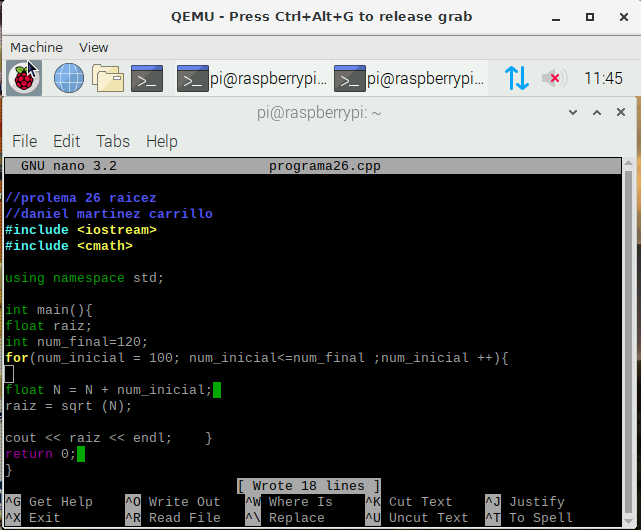 QEMU - Press Ctrl+Alt+G to release grab
Machine View
pi@raspberrypi... pi@raspberrypi... 11:45
pi@raspberrypi: ~
File Edit Tabs Help
GNU nano 3.2 programa26.cpp
//prolema 26 raicez
//daniel martinez carrillo
#include <iostream>
#include <cmath>
using namespace std;
int main(){
float raiz;
int num_final=120;
for(num_inicial = 100; num_inicial<=num_final ;num_inicial ++){
float N = N + num_inicial;
raiz = sqrt (N);
cout << raiz << endl; }
return 0;
}
[ Wrote 18 lines ]
^G Get Help ^O Write Out ^W Where Is ^K Cut Text ^J Justify
^X Exit ^R Read File ^\ Replace ^U Uncut Text ^T To Spell